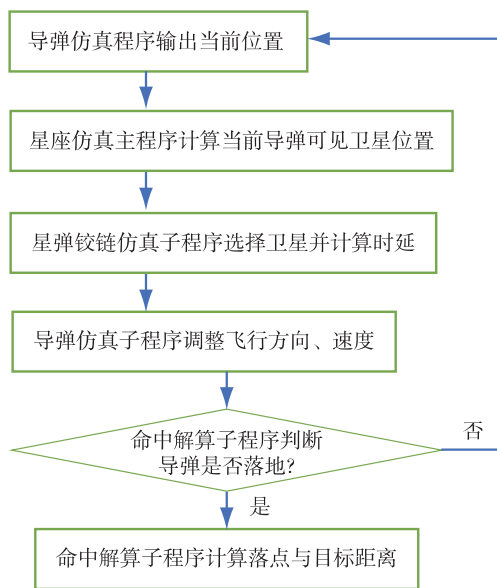 导弹仿真程序输出当前位置
星座仿真主程序计算当前导弹可见卫星位置
星弹铰链仿真子程序选择卫星并计算时延
导弹仿真子程序调整飞行方向、速度
命中解算子程序判断
导弹是否落地?
否
是
命中解算子程序计算落点与目标距离